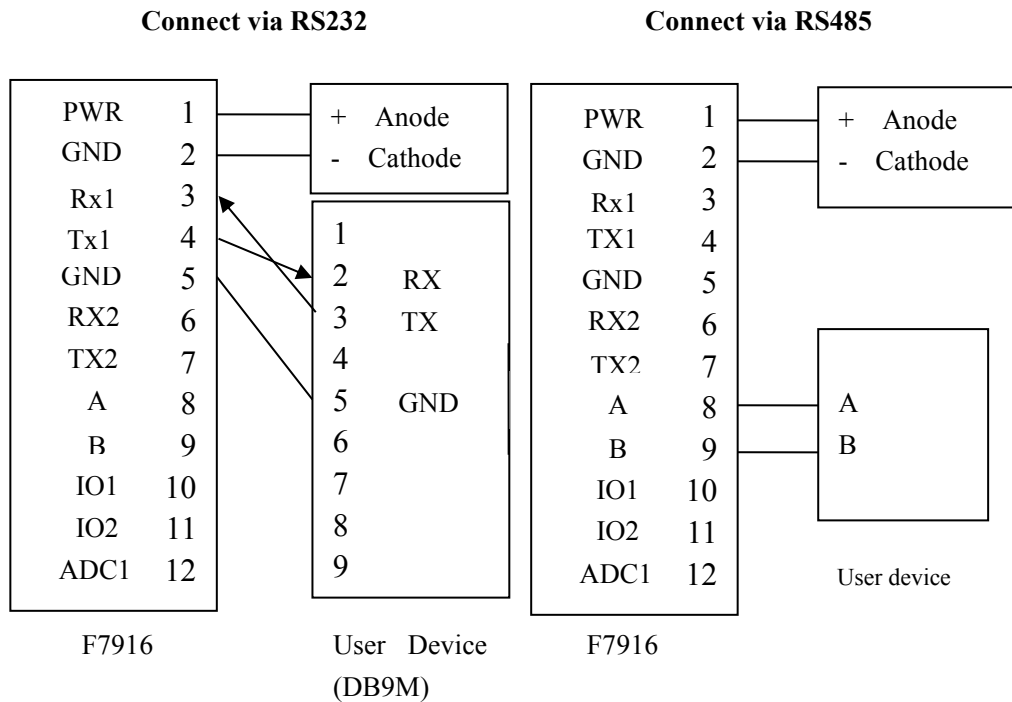 Connect via RS232
PWR 1
GND 2
Rx1 3
Tx1 4
GND 5
RX2 6
TX2 7
A 8
B 9
IO1 10
IO2 11
ADC1 12
F7916
+ Anode
- Cathode
1
2 RX
3 TX
4
5 GND
6
7
8
9
User Device
(DB9M)
Connect via RS485
PWR 1
GND 2
Rx1 3
TX1 4
GND 5
RX2 6
TX2 7
A 8
B 9
IO1 10
IO2 11
ADC1 12
F7916
+ Anode
- Cathode
A
B
User device